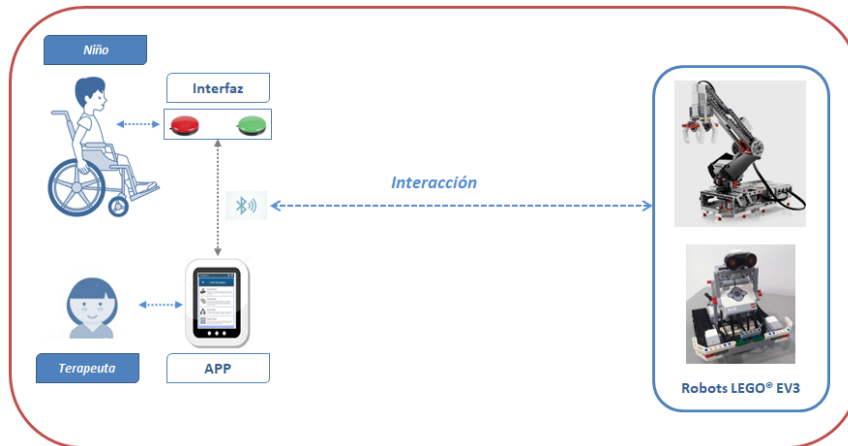 Niño
Interfaz
Interacción
Terapeuta
APP
Robots LEGO® EV3